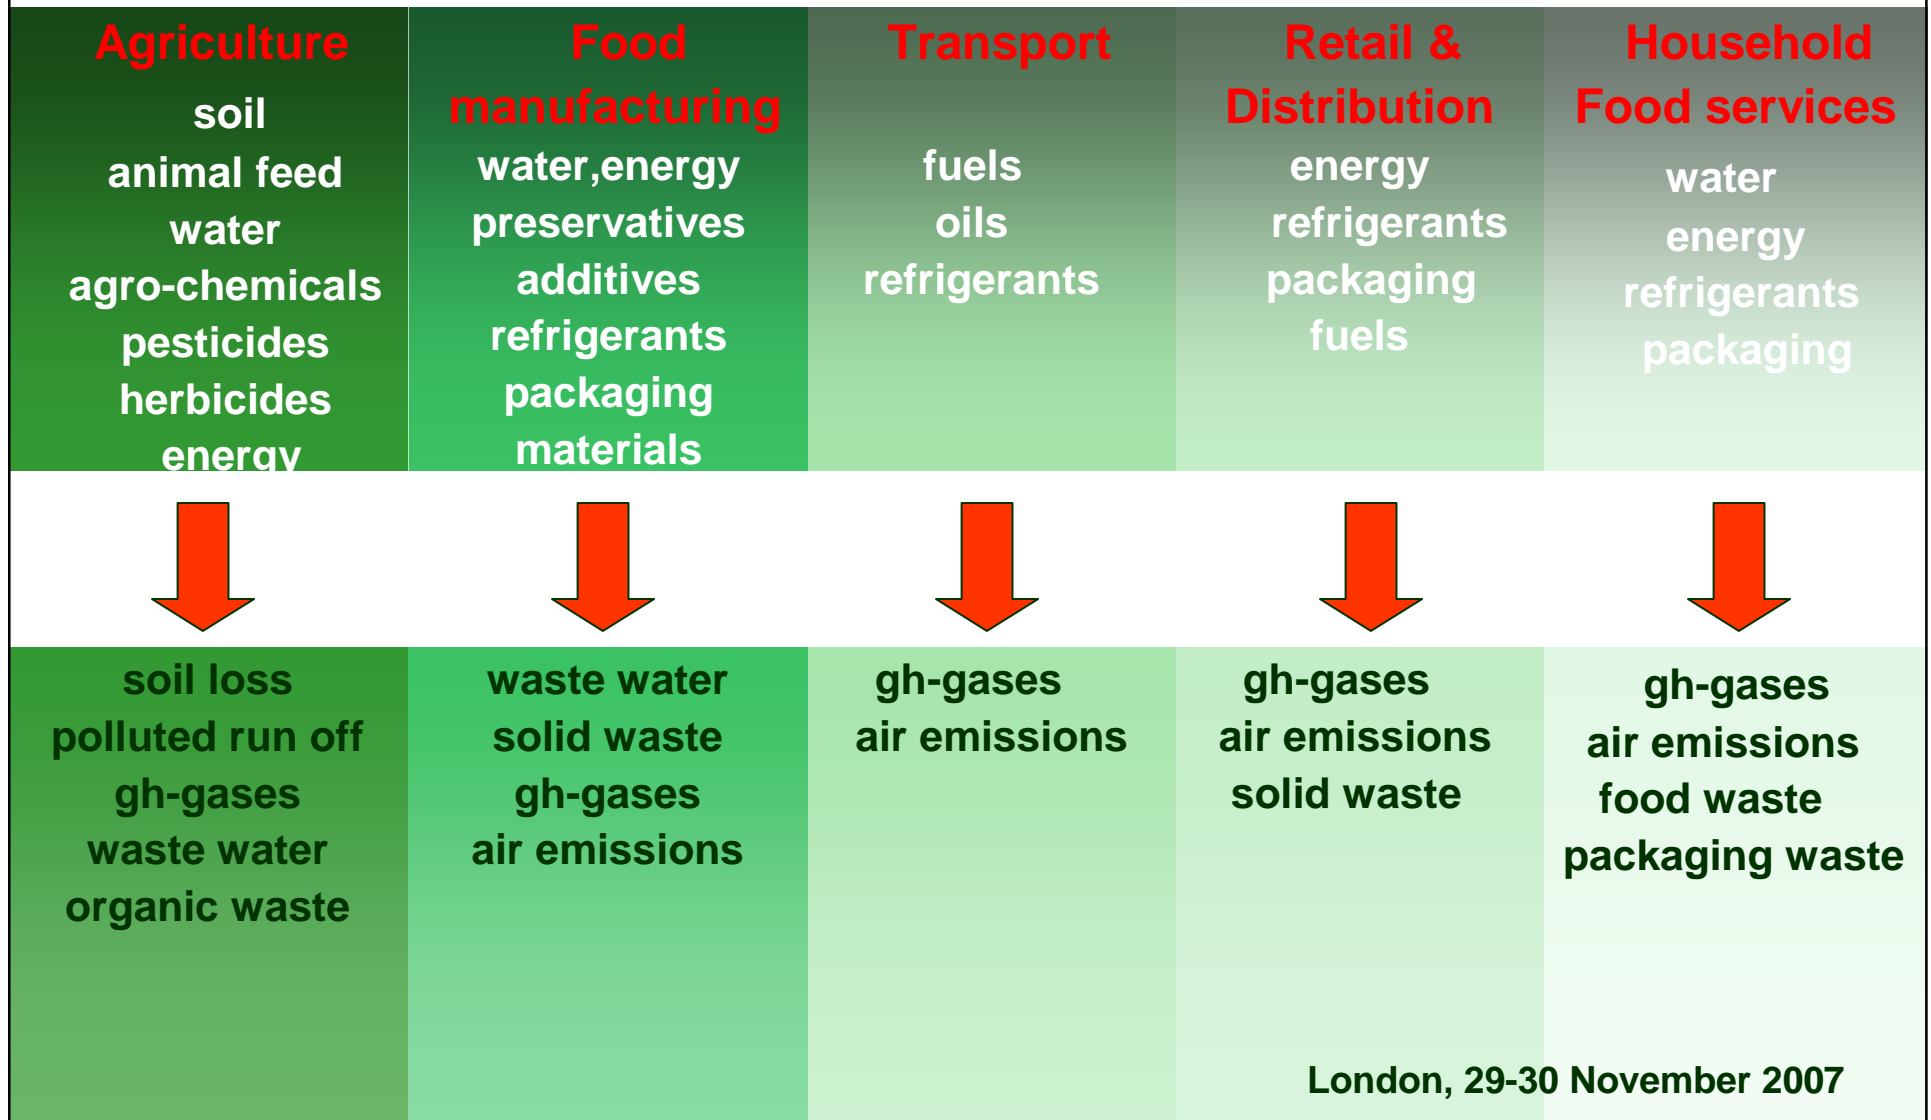 Agriculture
soil
animal feed
water
agro-chemicals
pesticides
herbicides
energy
Food
manufacturing
water,energy
preservatives
additives
refrigerants
packaging
materials
Transport
fuels
oils
refrigerants
Retail &
Distribution
energy
refrigerants
packaging
fuels
Household
Food services
water
energy
refrigerants
packaging
soil loss
polluted run off
gh-gases
waste water
organic waste
waste water
solid waste
gh-gases
air emissions
gh-gases
air emissions
gh-gases
air emissions
solid waste
gh-gases
air emissions
food waste
packaging waste
London, 29-30 November 2007